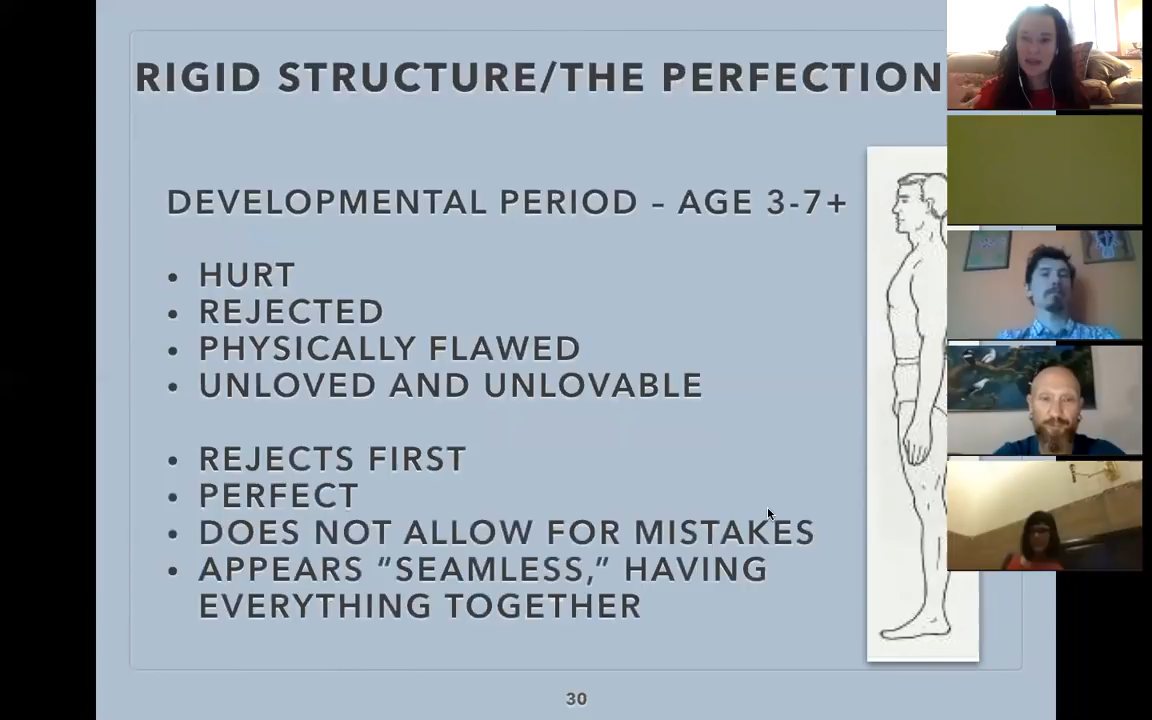 RIGID STRUCTURE/THE PERFECTION
DEVELOPMENTAL PERIOD – AGE 3-7+
• HURT
• REJECTED
• PHYSICALLY FLAWED
• UNLOVED AND UNLOVABLE
• REJECTS FIRST
• PERFECT
• DOES NOT ALLOW FOR MISTAKES
• APPEARS “SEAMLESS,” HAVING
EVERYTHING TOGETHER
30